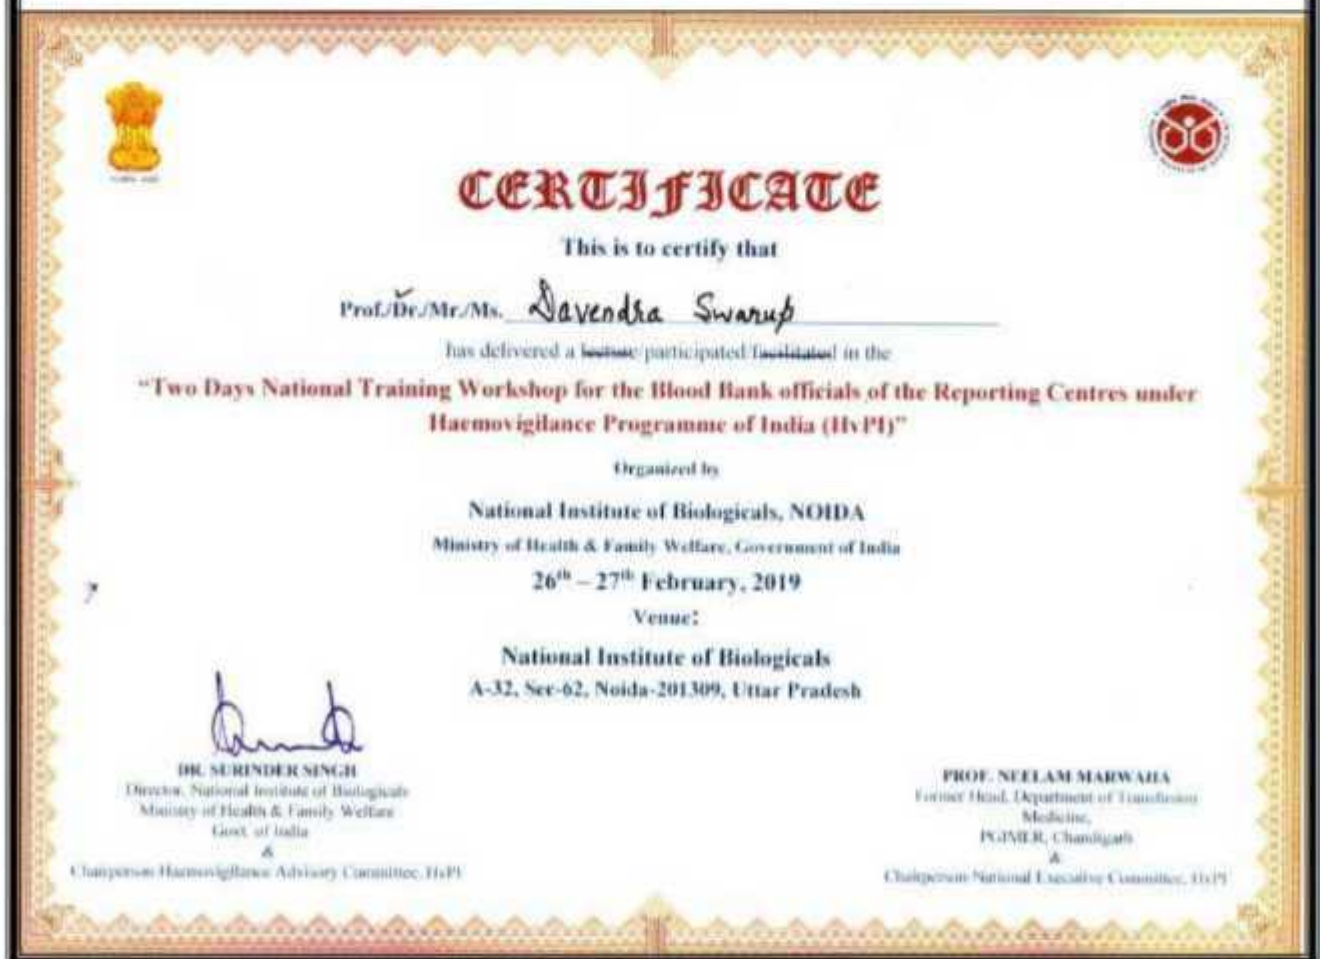 CERTIFICATE
This is to certify that
Prof./Dr./Mr./Ms. Davendra Swarup
has delivered a lecture/participated/facilitated in the
“Two Days National Training Workshop for the Blood Bank officials of the Reporting Centres under
Haemovigilance Programme of India (HvPI)”
Organized by
National Institute of Biologicals, NOIDA
Ministry of Health & Family Welfare, Government of India
26th – 27th February, 2019
Venue:
National Institute of Biologicals
A-32, Sec-62, Noida-201309, Uttar Pradesh
DR. SURINDER SINGH
Director, National Institute of Biologicals
Ministry of Health & Family Welfare
Govt. of India
&
Chairperson Haemovigilance Advisory Committee, HvPI
PROF. NEELAM MARWAHA
Former Head, Department of Transfusion
Medicine,
PGIMER, Chandigarh
&
Chairperson National Executive Committee, HvPI